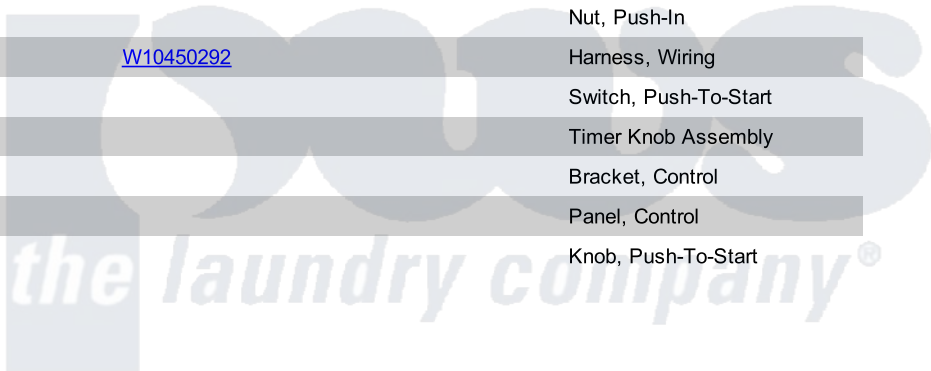 Nut, Push-In
W10450292 Harness, Wiring
Switch, Push-To-Start
Timer Knob Assembly
Bracket, Control
Panel, Control
Knob, Push-To-Start
the laundry company®